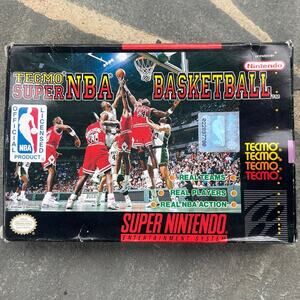 Nintendo
TECMO
SUPER NBA BASKETBALL
OFFICIAL
LICENSED
NBA
PRODUCT
TECMO
TECMO
TECMO
TECMO
REAL TEAMS
REAL PLAYERS
REAL NBA ACTION
SUPER NINTENDO
ENTERTAINMENT SYSTEM